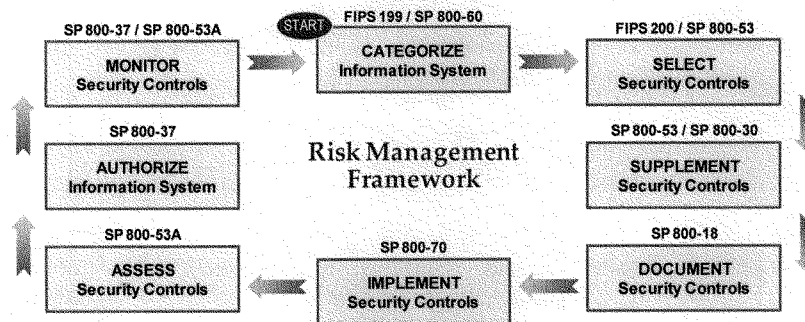 START
FIPS 199 / SP 800-60
CATEGORIZE
Information System
FIPS 200 / SP 800-53
SELECT
Security Controls
SP 800-53 / SP 800-30
SUPPLEMENT
Security Controls
SP 800-18
DOCUMENT
Security Controls
SP 800-70
IMPLEMENT
Security Controls
SP 800-53A
ASSESS
Security Controls
SP 800-37
AUTHORIZE
Information System
SP 800-37 / SP 800-53A
MONITOR
Security Controls
Risk Management
Framework